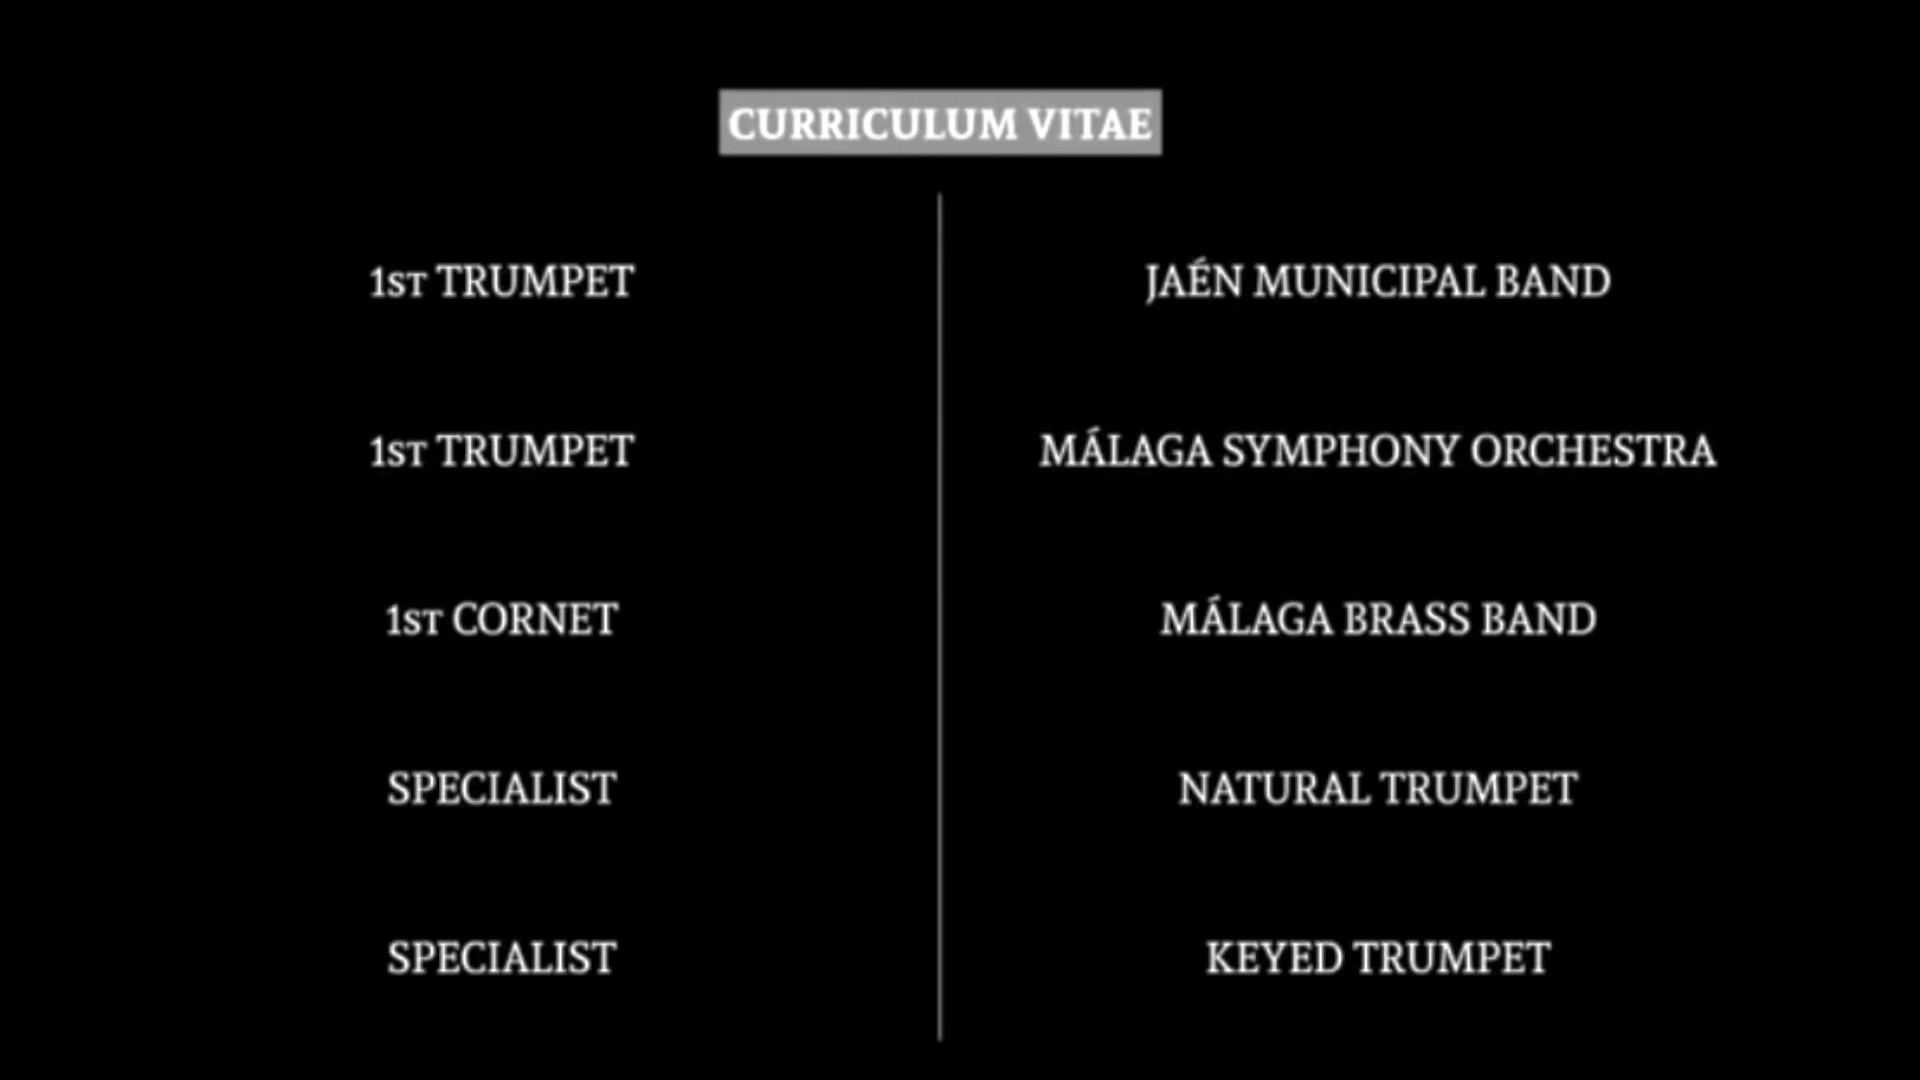 CURRICULUM VITAE
1ST TRUMPET JAÉN MUNICIPAL BAND
1ST TRUMPET MÁLAGA SYMPHONY ORCHESTRA
1ST CORNET MÁLAGA BRASS BAND
SPECIALIST NATURAL TRUMPET
SPECIALIST KEYED TRUMPET